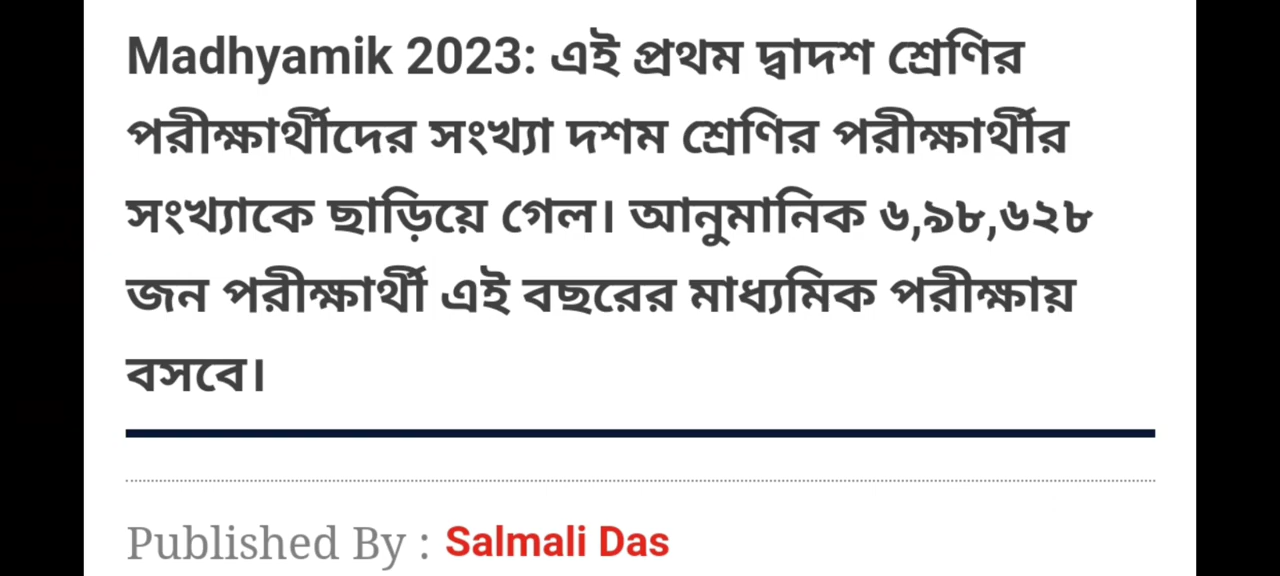 Madhyamik 2023: এই প্রথম দ্বাদশ শ্রেণির
পরীক্ষার্থীদের সংখ্যা দশম শ্রেণির পরীক্ষার্থীর
সংখ্যাকে ছাড়িয়ে গেল। আনুমানিক ৬,৯৮,৬২৮
জন পরীক্ষার্থী এই বছরের মাধ্যমিক পরীক্ষায়
বসবে।
Published By : Salmali Das